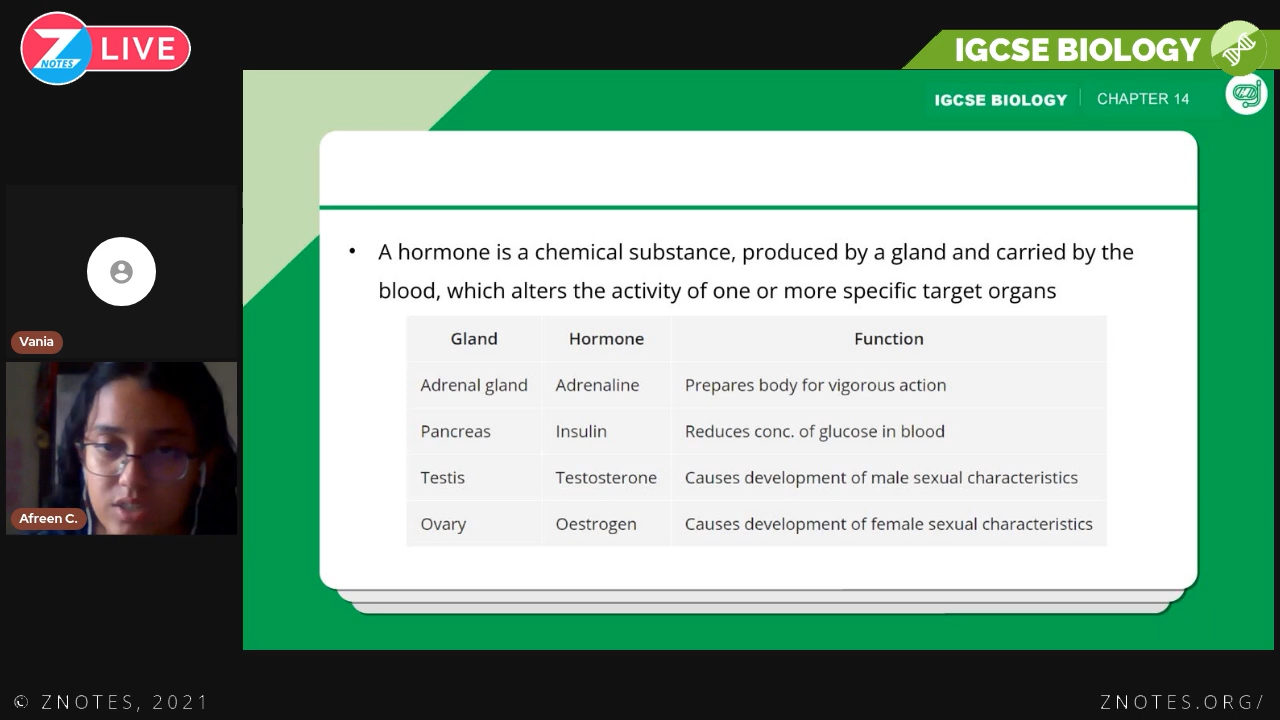 Z NOTES LIVE
IGCSE BIOLOGY
IGCSE BIOLOGY | CHAPTER 14
• A hormone is a chemical substance, produced by a gland and carried by the
blood, which alters the activity of one or more specific target organs
Gland Hormone Function
Adrenal gland Adrenaline Prepares body for vigorous action
Pancreas Insulin Reduces conc. of glucose in blood
Testis Testosterone Causes development of male sexual characteristics
Ovary Oestrogen Causes development of female sexual characteristics
Vania
Afreen C.
© ZNOTES, 2021
ZNOTES.ORG/